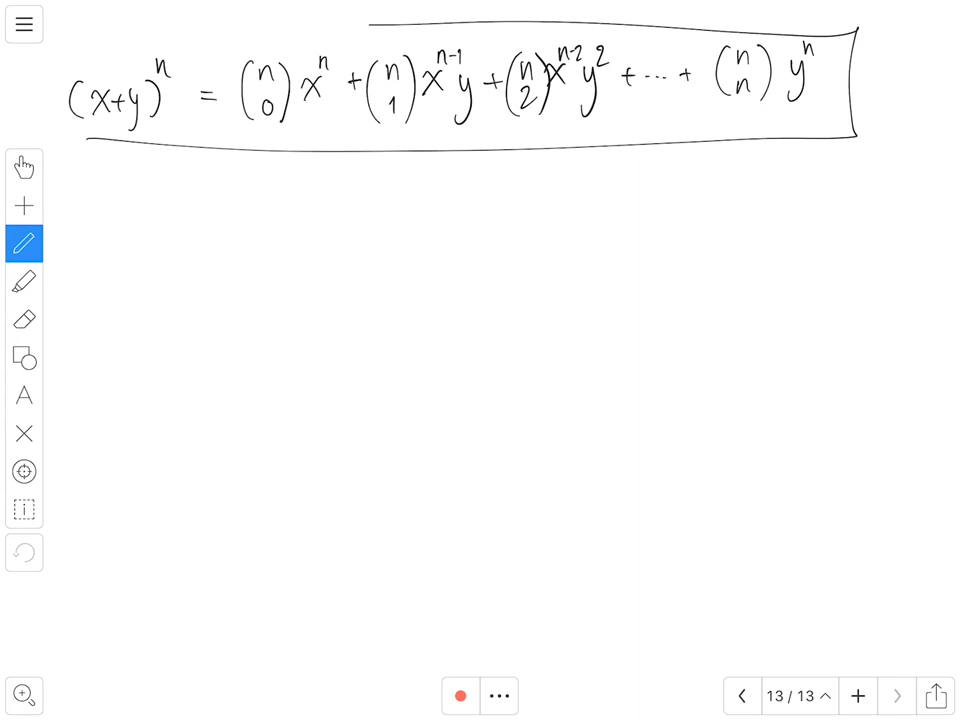 (x+y)^n = (n 0) x^n + (n 1) x^{n-1} y + (n 2) x^{n-2} y^2 + ... + (n n) y^n
A
i
13 / 13